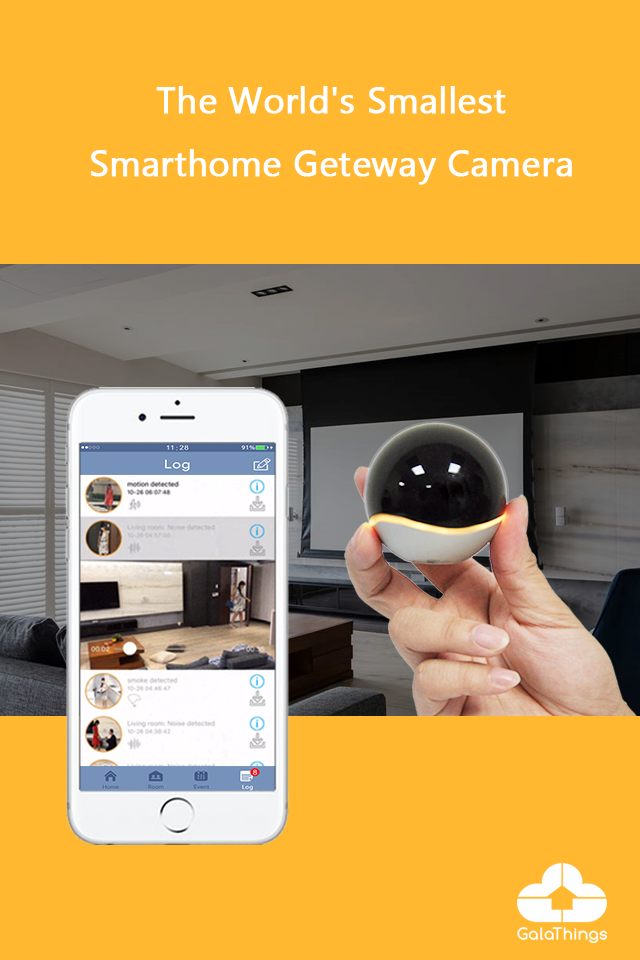 The World's Smallest
Smarthome Geteway Camera
11:28
91%
Log
motion detected
10-26 06:07:48
Living room: Noise detected
10-26 04:57:08
00:02
smoke detected
10-26 04:46:47
Living room: Noise detected
10-26 04:36:42
Home
Room
Event
Log
8
GalaThings